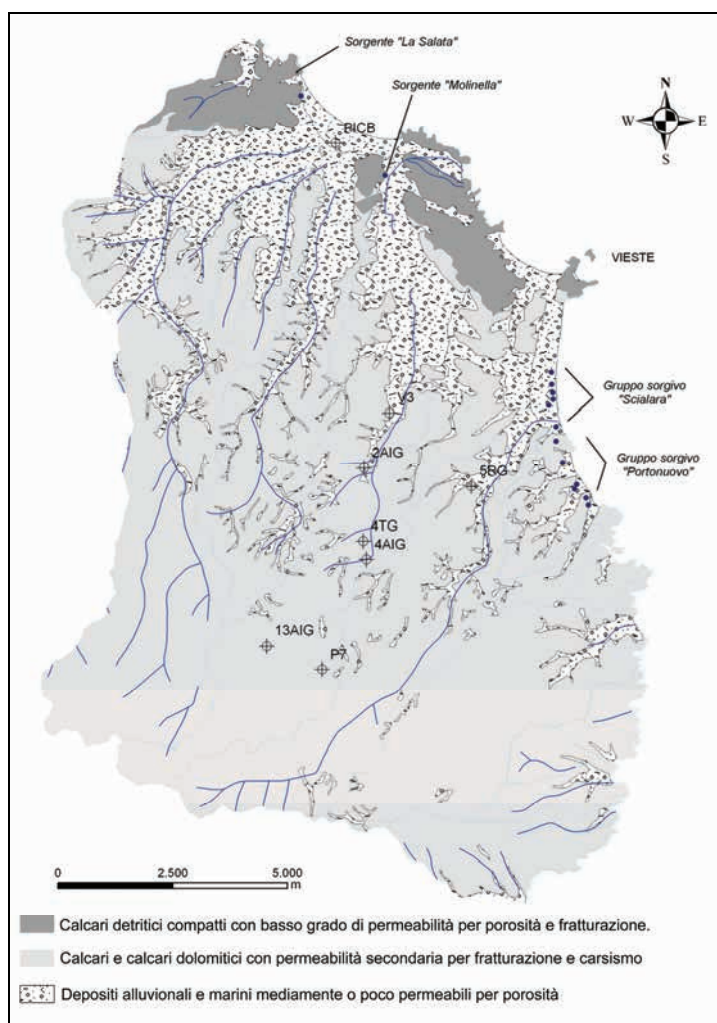 Sorgente "La Salata"
Sorgente "Molinella"
N
W E
S
BICB
VIESTE
V3
Gruppo sorgivo
"Scialara"
2AIG
5BG
Gruppo sorgivo
"Portonuovo"
4TG
4AIG
13AIG
P7
0 2.500 5.000
m
Calcari detritici compatti con basso grado di permeabilità per porosità e fratturazione.
Calcari e calcari dolomitici con permeabilità secondaria per fratturazione e carsismo
Depositi alluvionali e marini mediamente o poco permeabili per porosità